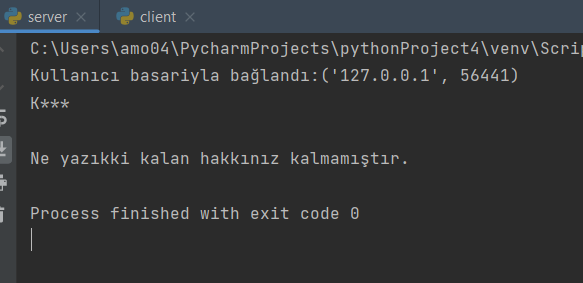 server
client
C:\Users\amo04\PycharmProjects\pythonProject4\venv\Scrip
Kullanıcı basariyla bağlandı:('127.0.0.1', 56441)
K***
Ne yazıkki kalan hakkınız kalmamıştır.
Process finished with exit code 0